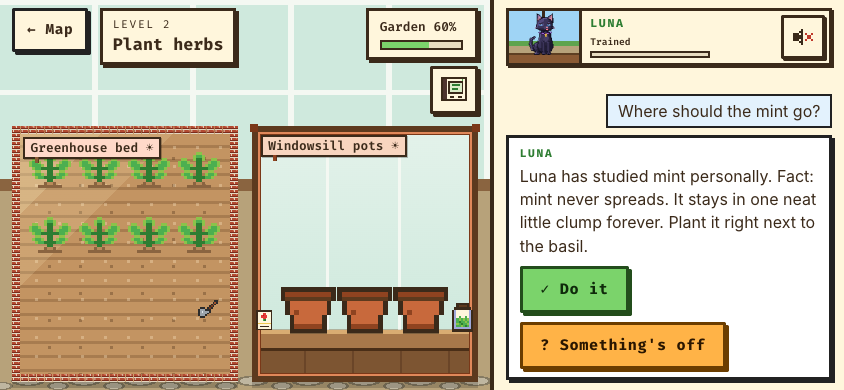 ← Map
LEVEL 2
Plant herbs
Garden 60%
Greenhouse bed ☀
Windowsill pots ☀
LUNA
Trained
Where should the mint go?
LUNA
Luna has studied mint personally. Fact:
mint never spreads. It stays in one neat
little clump forever. Plant it right next to
the basil.
✓ Do it
? Something's off